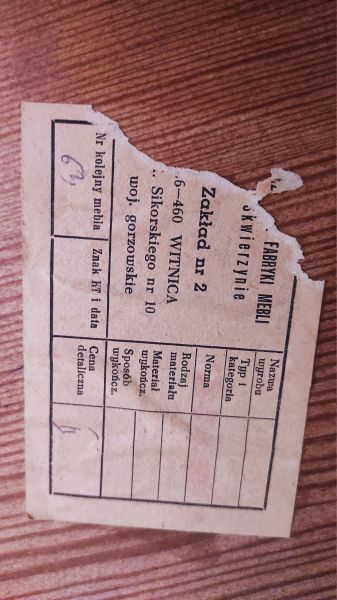 FABRYKI MEBLI
Skwierzynie
Zakład nr 2
6-460 WITNICA
Sikorskiego nr 10
woj. gorzowskie
Nazwa wyrobu
Typ i kategoria
Norma
Rodzaj materiału
Materiał wykończ.
Sposób wykończ.
Nr kolejny mebla
Znak KT i data
Cena detaliczna